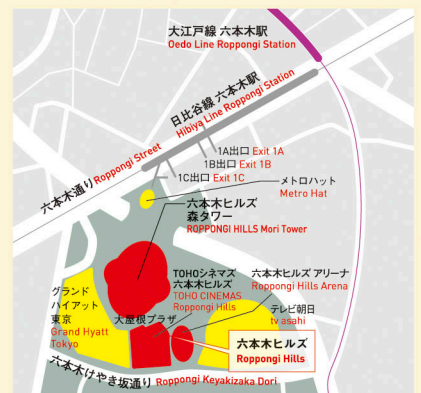 大江戸線 六本木駅
Oedo Line Roppongi Station
日比谷線 六本木駅
Hibiya Line Roppongi Station
1A出口 Exit 1A
1B出口 Exit 1B
1C出口 Exit 1C
六本木通り Roppongi Street
メトロハット
Metro Hat
六本木ヒルズ
森タワー
ROPPONGI HILLS Mori Tower
TOHOシネマズ
六本木ヒルズ
TOHO CINEMAS
Roppongi Hills
六本木ヒルズ アリーナ
Roppongi Hills Arena
グランド
ハイアット
東京
Grand Hyatt
Tokyo
大屋根プラザ
テレビ朝日
tv asahi
六本木ヒルズ
Roppongi Hills
六本木けやき坂通り Roppongi Keyakizaka Dori